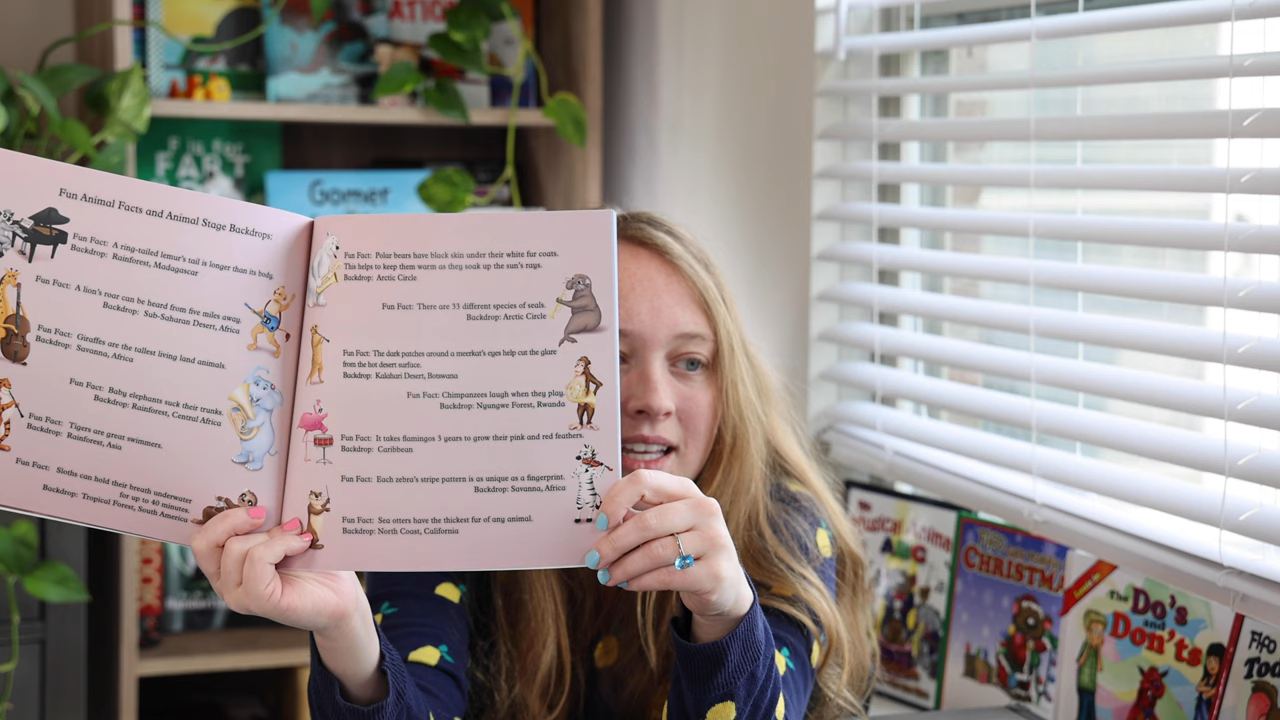 ATION
F is for
FART
Gomer
Fun Animal Facts and Animal Stage Backdrops:
Fun Fact: A ring-tailed lemur's tail is longer than its body.
Backdrop: Rainforest, Madagascar
Fun Fact: A lion's roar can be heard from five miles away.
Backdrop: Sub-Saharan Desert, Africa
Fun Fact: Giraffes are the tallest living land animals.
Backdrop: Savanna, Africa
Fun Fact: Baby elephants suck their trunks.
Backdrop: Rainforest, Central Africa
Fun Fact: Tigers are great swimmers.
Backdrop: Rainforest, Asia
Fun Fact: Sloths can hold their breath underwater
for up to 40 minutes.
Backdrop: Tropical Forest, South America
Fun Fact: Polar bears have black skin under their white fur coats.
This helps to keep them warm as they soak up the sun's rays.
Backdrop: Arctic Circle
Fun Fact: There are 33 different species of seals.
Backdrop: Arctic Circle
Fun Fact: The dark patches around a meerkat's eyes help cut the glare
from the hot desert surface.
Backdrop: Kalahari Desert, Botswana
Fun Fact: Chimpanzees laugh when they play.
Backdrop: Nyungwe Forest, Rwanda
Fun Fact: It takes flamingos 3 years to grow their pink and red feathers.
Backdrop: Caribbean
Fun Fact: Each zebra's stripe pattern is as unique as a fingerprint.
Backdrop: Savanna, Africa
Fun Fact: Sea otters have the thickest fur of any animal.
Backdrop: North Coast, California
Animal
ABC
CHRISTMA
The
Do's
and
Don'ts